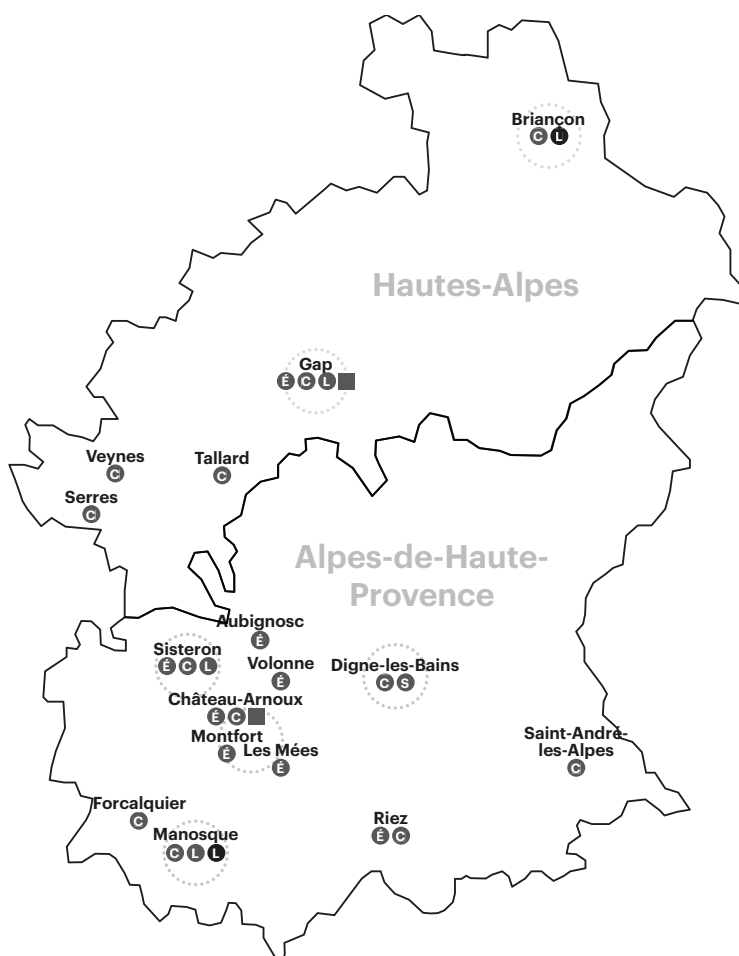 Briançon
C L
Hautes-Alpes
Gap
É C L
Veynes
C
Tallard
C
Serres
C
Alpes-de-Haute-
Provence
Aubignosc
É
Sisteron
É C L
Volonne
É
Digne-les-Bains
C S
Château-Arnoux
É C
Montfort
É
Les Mées
É
Saint-André-
les-Alpes
C
Forcalquier
C
Manosque
C L L
Riez
É C